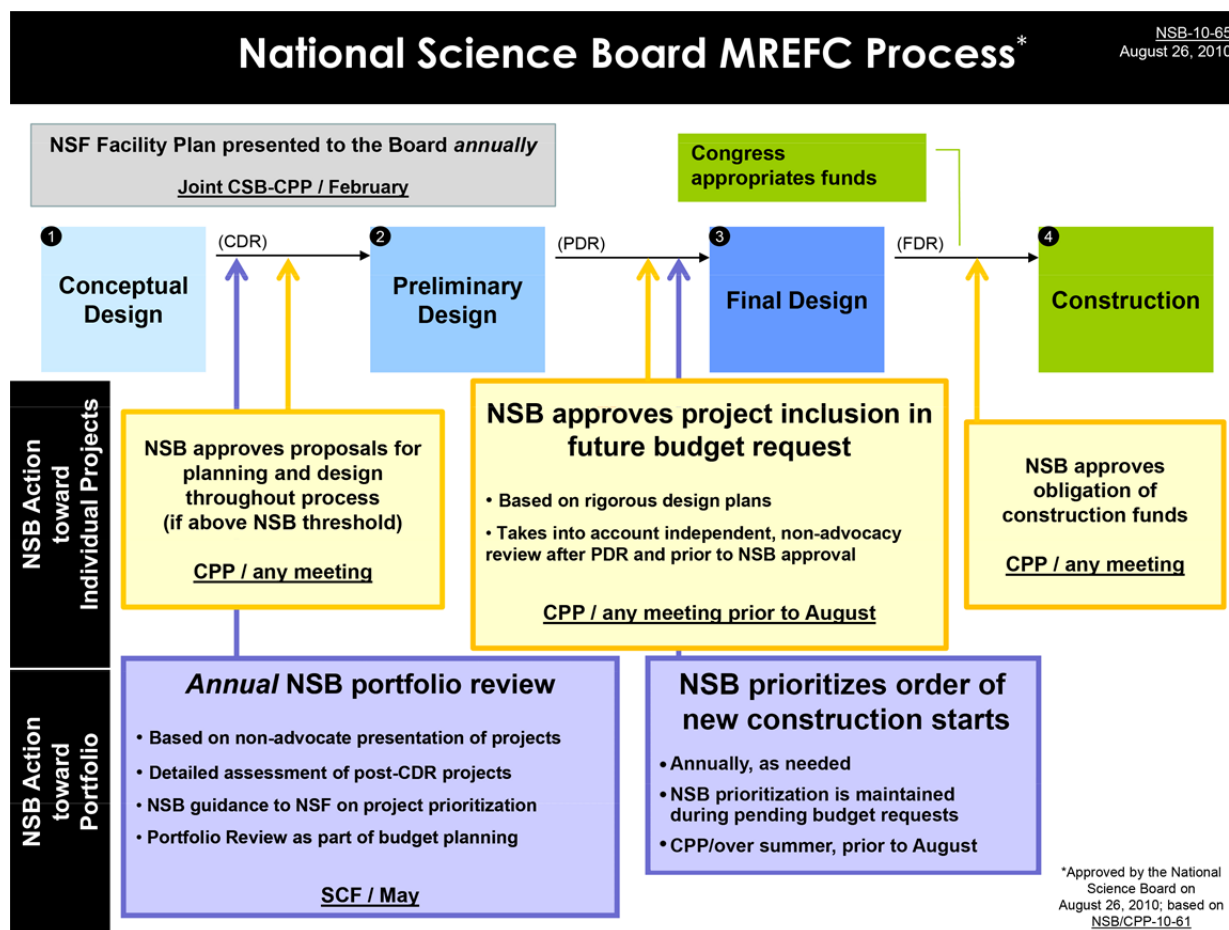 National Science Board MREFC Process*
NSB-10-65
August 26, 2010
NSF Facility Plan presented to the Board annually
Joint CSB-CPP / February
Congress
appropriates funds
1
(CDR)
2
(PDR)
3
(FDR)
4
Conceptual
Design
Preliminary
Design
Final Design
Construction
NSB Action
toward
Individual Projects
NSB approves proposals for
planning and design
throughout process
(if above NSB threshold)
CPP / any meeting
NSB approves project inclusion in
future budget request
• Based on rigorous design plans
• Takes into account independent, non-advocacy
review after PDR and prior to NSB approval
CPP / any meeting prior to August
NSB approves
obligation of
construction funds
CPP / any meeting
NSB Action
toward
Portfolio
Annual NSB portfolio review
• Based on non-advocate presentation of projects
• Detailed assessment of post-CDR projects
• NSB guidance to NSF on project prioritization
• Portfolio Review as part of budget planning
SCF / May
NSB prioritizes order of
new construction starts
• Annually, as needed
• NSB prioritization is maintained
during pending budget requests
• CPP/over summer, prior to August
*Approved by the National
Science Board on
August 26, 2010; based on
NSB/CPP-10-61